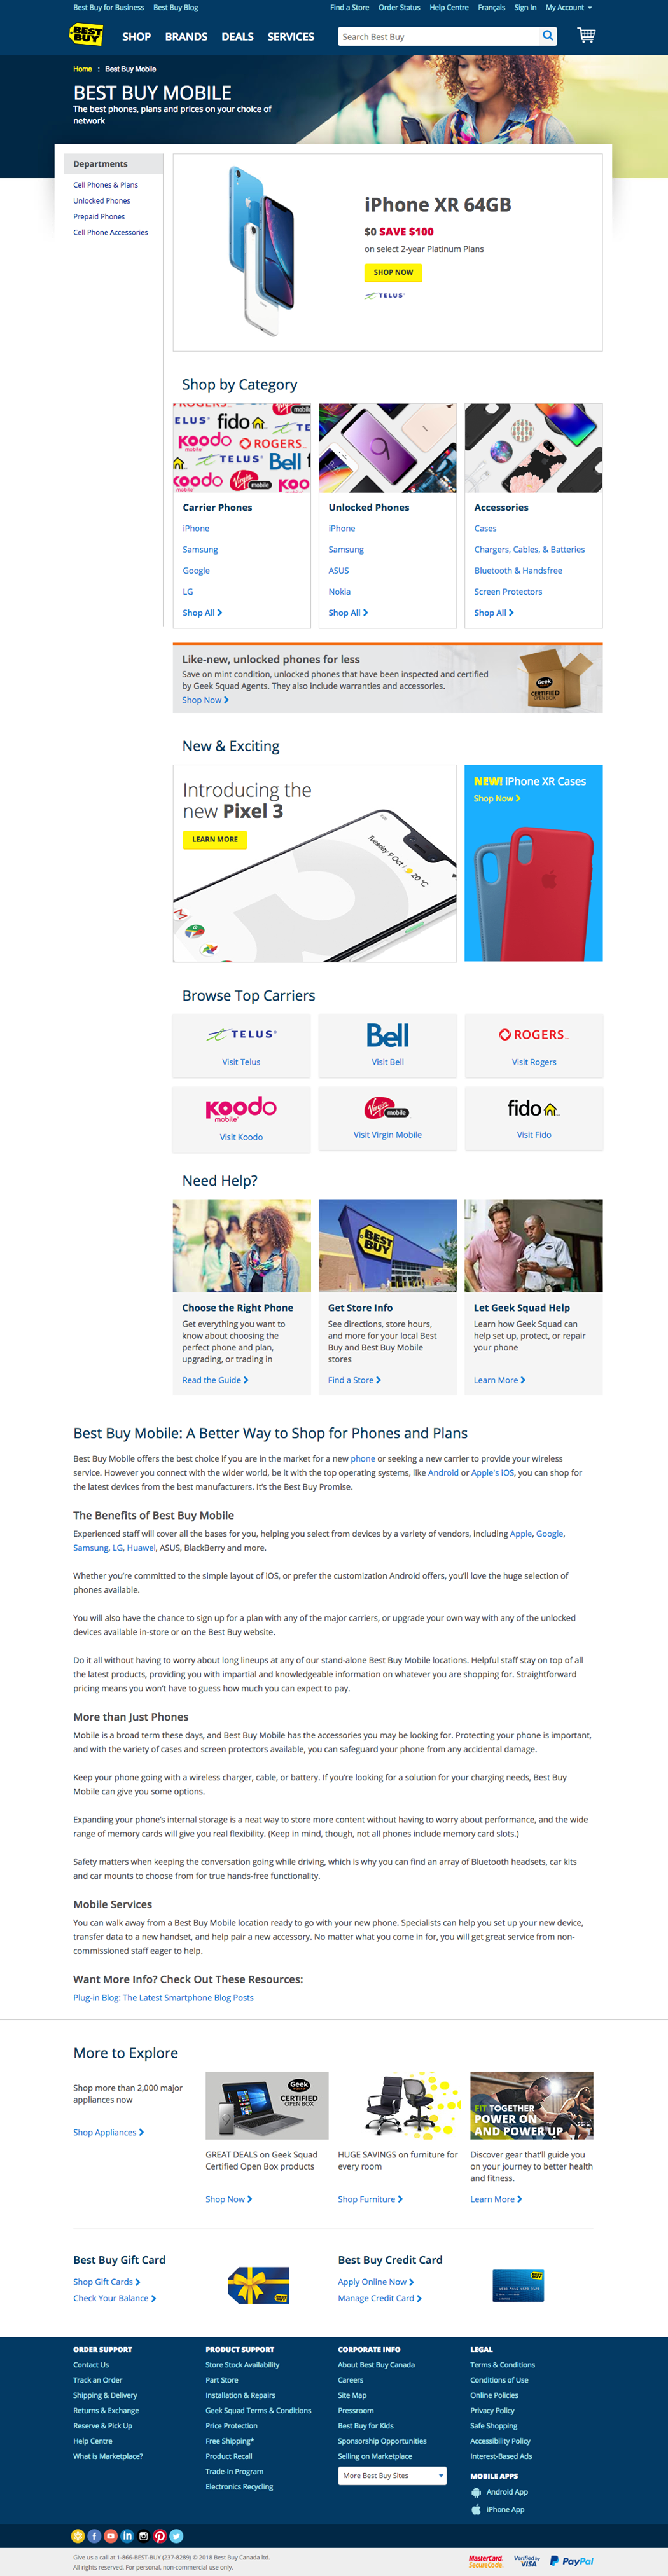 Best Buy for Business Best Buy Blog Find a Store Order Status Help Centre Français Sign In My Account
BEST BUY
SHOP BRANDS DEALS SERVICES
Search Best Buy
Home : Best Buy Mobile
BEST BUY MOBILE
The best phones, plans and prices on your choice of
network
Departments
Cell Phones & Plans
Unlocked Phones
Prepaid Phones
Cell Phone Accessories
iPhone XR 64GB
$0 SAVE $100
on select 2-year Platinum Plans
SHOP NOW
TELUS
Shop by Category
ROGERS mobile
ELUS fido TE
Koodo mobile ROGERS
TELUS Bell f
Koodo mobile KOO
Carrier Phones
iPhone
Samsung
Google
LG
Shop All
Unlocked Phones
iPhone
Samsung
ASUS
Nokia
Shop All
Accessories
Cases
Chargers, Cables, & Batteries
Bluetooth & Handsfree
Screen Protectors
Shop All
Like-new, unlocked phones for less
Save on mint condition, unlocked phones that have been inspected and certified
by Geek Squad Agents. They also include warranties and accessories.
Shop Now
Geek
CERTIFIED
OPEN BOX
New & Exciting
Introducing the
new Pixel 3
LEARN MORE
Tuesday, 9 Oct | 20°C
NEW! iPhone XR Cases
Shop Now
Browse Top Carriers
TELUS
Visit Telus
Bell
Visit Bell
ROGERS
Visit Rogers
Koodo
mobile
Visit Koodo
Virgin mobile
Visit Virgin Mobile
fido
Visit Fido
Need Help?
BEST BUY
Choose the Right Phone
Get everything you want to
know about choosing the
perfect phone and plan,
upgrading, or trading in
Read the Guide
Get Store Info
See directions, store hours,
and more for your local Best
Buy and Best Buy Mobile
stores
Find a Store
Let Geek Squad Help
Learn how Geek Squad can
help set up, protect, or repair
your phone
Learn More
Best Buy Mobile: A Better Way to Shop for Phones and Plans
Best Buy Mobile offers the best choice if you are in the market for a new phone or seeking a new carrier to provide your wireless
service. However you connect with the wider world, be it with the top operating systems, like Android or Apple's iOS, you can shop for
the latest devices from the best manufacturers. It's the Best Buy Promise.
The Benefits of Best Buy Mobile
Experienced staff will cover all the bases for you, helping you select from devices by a variety of vendors, including Apple, Google,
Samsung, LG, Huawei, ASUS, BlackBerry and more.
Whether you're committed to the simple layout of iOS, or prefer the customization Android offers, you'll love the huge selection of
phones available.
You will also have the chance to sign up for a plan with any of the major carriers, or upgrade your own way with any of the unlocked
devices available in-store or on the Best Buy website.
Do it all without having to worry about long lineups at any of our stand-alone Best Buy Mobile locations. Helpful staff stay on top of all
the latest products, providing you with impartial and knowledgeable information on whatever you are shopping for. Straightforward
pricing means you won't have to guess how much you can expect to pay.
More than Just Phones
Mobile is a broad term these days, and Best Buy Mobile has the accessories you may be looking for. Protecting your phone is important,
and with the variety of cases and screen protectors available, you can safeguard your phone from any accidental damage.
Keep your phone going with a wireless charger, cable, or battery. If you're looking for a solution for your charging needs, Best Buy
Mobile can give you some options.
Expanding your phone's internal storage is a neat way to store more content without having to worry about performance, and the wide
range of memory cards will give you real flexibility. (Keep in mind, though, not all phones include memory card slots.)
Safety matters when keeping the conversation going while driving, which is why you can find an array of Bluetooth headsets, car kits
and car mounts to choose from for true hands-free functionality.
Mobile Services
You can walk away from a Best Buy Mobile location ready to go with your new phone. Specialists can help you set up your new device,
transfer data to a new handset, and help pair a new accessory. No matter what you come in for, you will get great service from non-
commissioned staff eager to help.
Want More Info? Check Out These Resources:
Plug-in Blog: The Latest Smartphone Blog Posts
More to Explore
Shop more than 2,000 major
appliances now
Shop Appliances
Geek
CERTIFIED
OPEN BOX
GREAT DEALS on Geek Squad
Certified Open Box products
Shop Now
HUGE SAVINGS on furniture for
every room
Shop Furniture
FIT TOGETHER
POWER ON
AND POWER UP
Discover gear that'll guide you
on your journey to better health
and fitness.
Learn More
Best Buy Gift Card
Shop Gift Cards
Check Your Balance
Best Buy Credit Card
Apply Online Now
Manage Credit Card
ORDER SUPPORT
Contact Us
Track an Order
Shipping & Delivery
Returns & Exchange
Reserve & Pick Up
Help Centre
What is Marketplace?
PRODUCT SUPPORT
Store Stock Availability
Part Store
Installation & Repairs
Geek Squad Terms & Conditions
Price Protection
Free Shipping*
Product Recall
Trade-In Program
Electronics Recycling
CORPORATE INFO
About Best Buy Canada
Careers
Site Map
Pressroom
Best Buy for Kids
Sponsorship Opportunities
Selling on Marketplace
More Best Buy Sites
LEGAL
Terms & Conditions
Conditions of Use
Online Policies
Privacy Policy
Safe Shopping
Accessibility Policy
Interest-Based Ads
MOBILE APPS
Android App
iPhone App
Give us a call at 1-866-BEST-BUY (237-8289) © 2018 Best Buy Canada ltd.
All rights reserved. For personal, non-commercial use only.
MasterCard. SecureCode.
Verified by VISA
PayPal